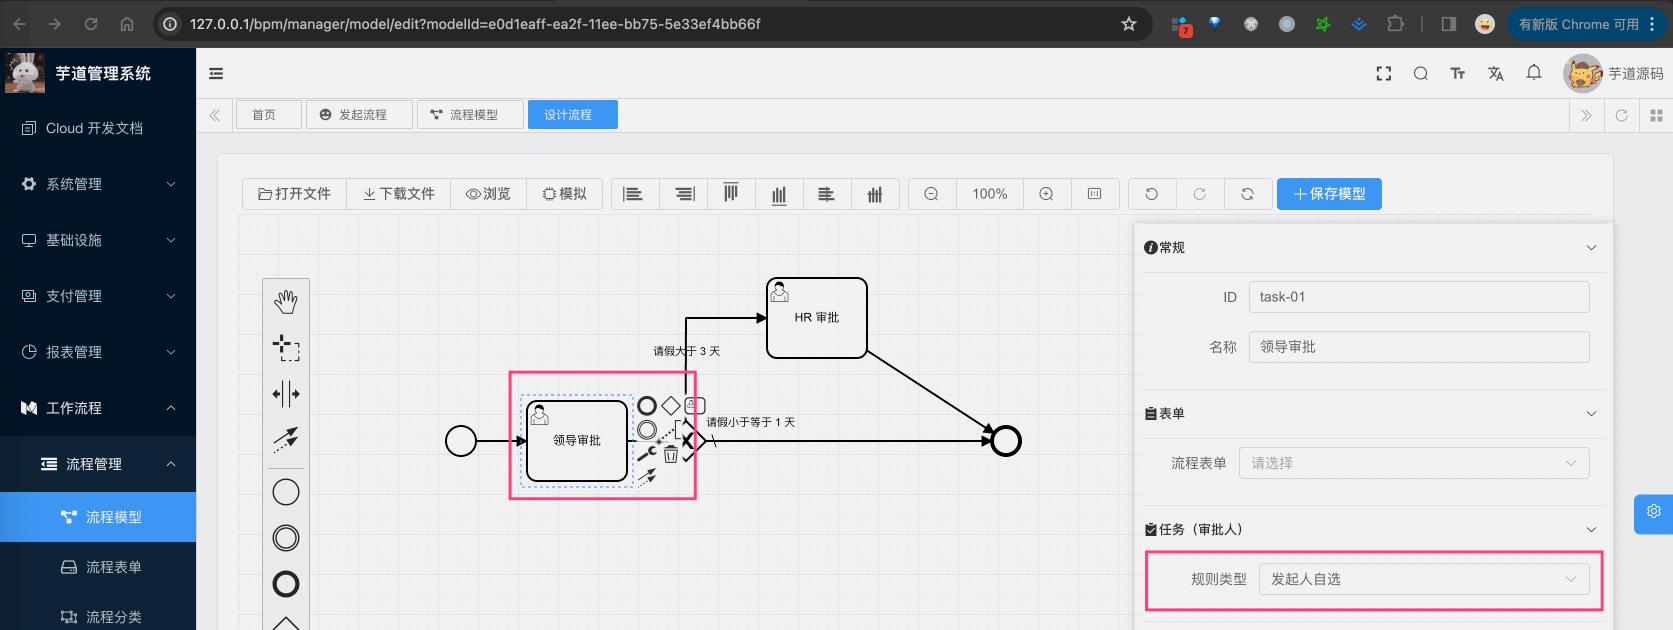 127.0.0.1/bpm/manager/model/edit?modelId=e0d1eaff-ea2f-11ee-bb75-5e33ef4bb66f
7
有新版 Chrome 可用
芋道管理系统
芋道源码
首页
发起流程
流程模型
设计流程
Cloud 开发文档
系统管理
基础设施
支付管理
报表管理
工作流程
流程管理
流程模型
流程表单
流程分类
打开文件
下载文件
浏览
模拟
100%
保存模型
HR 审批
请假大于 3 天
请假小于等于 1 天
领导审批
常规
ID
task-01
名称
领导审批
表单
流程表单
请选择
任务（审批人）
规则类型
发起人自选